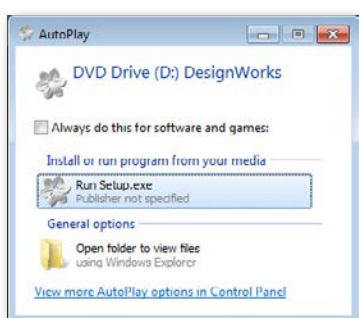 AutoPlay
DVD Drive (D:) DesignWorks
Always do this for software and games:
Install or run program from your media
Run Setup.exe
Publisher not specified
General options
Open folder to view files
using Windows Explorer
View more AutoPlay options in Control Panel